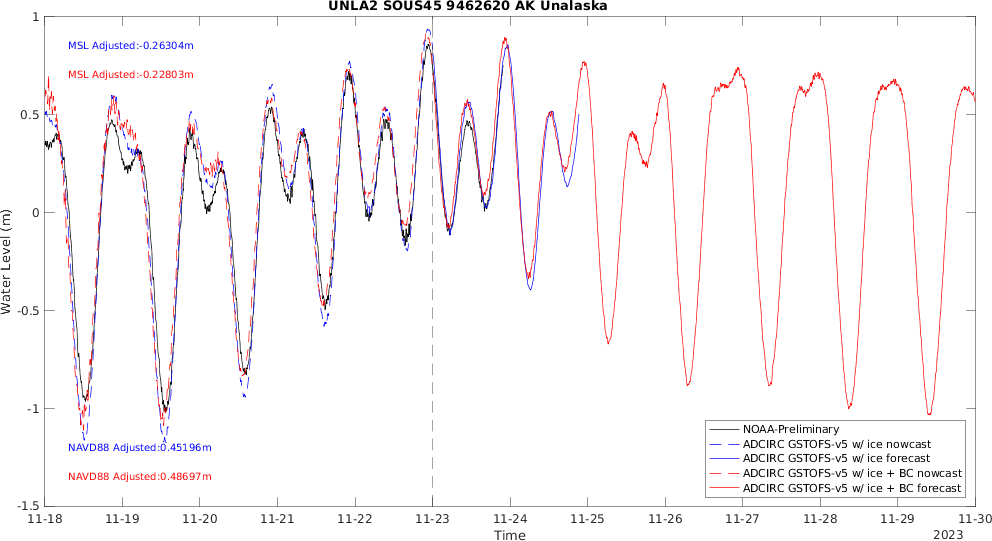 UNLA2 SOUS45 9462620 AK Unalaska
MSL Adjusted:-0.26304m
MSL Adjusted:-0.22803m
NAVD88 Adjusted:0.45196m
NAVD88 Adjusted:0.48697m
Water Level (m)
1
0.5
0
-0.5
-1
-1.5
NOAA-Preliminary
ADCIRC GSTOFS-v5 w/ ice nowcast
ADCIRC GSTOFS-v5 w/ ice forecast
ADCIRC GSTOFS-v5 w/ ice + BC nowcast
ADCIRC GSTOFS-v5 w/ ice + BC forecast
11-18 11-19 11-20 11-21 11-22 11-23 11-24 11-25 11-26 11-27 11-28 11-29 11-30
Time
2023